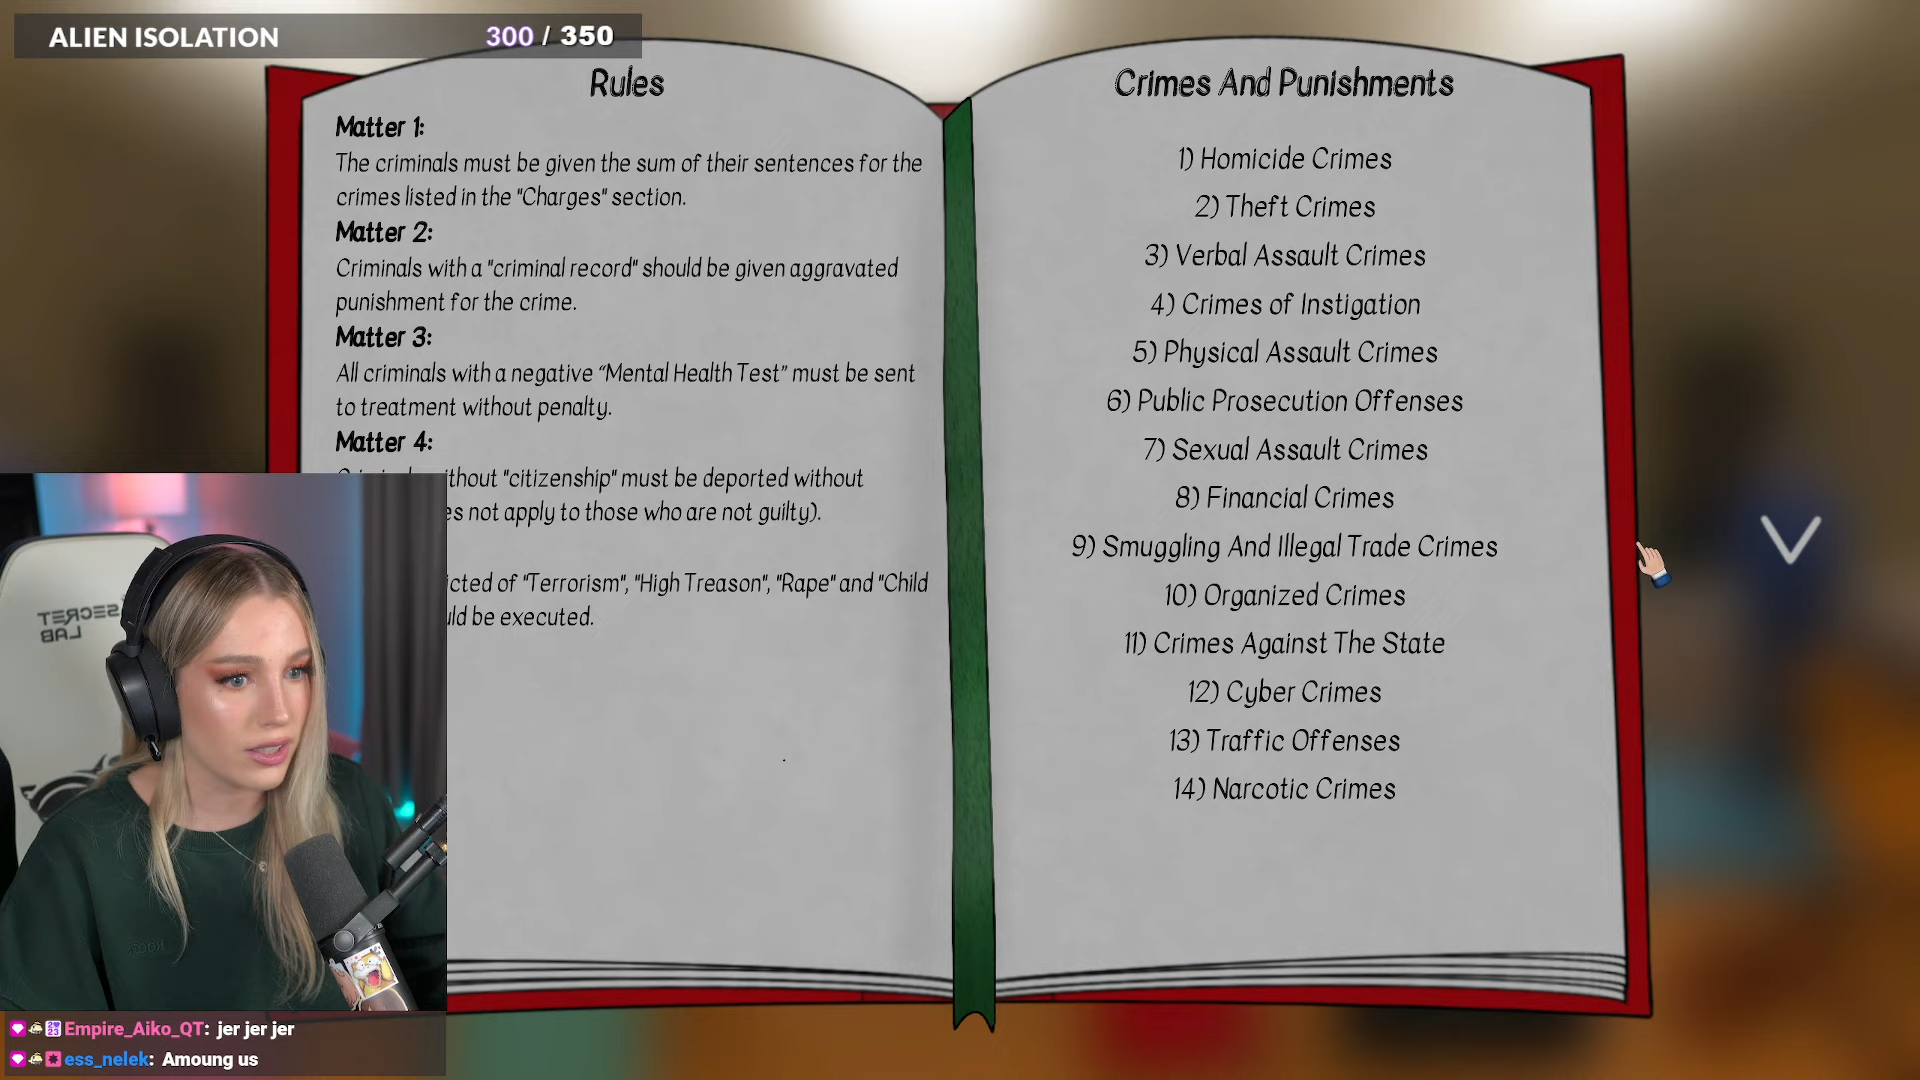 ALIEN ISOLATION 300 / 350
Rules
Matter 1:
The criminals must be given the sum of their sentences for the
crimes listed in the "Charges" section.
Matter 2:
Criminals with a "criminal record" should be given aggravated
punishment for the crime.
Matter 3:
All criminals with a negative “Mental Health Test” must be sent
to treatment without penalty.
Matter 4:
"citizenship" must be deported without
not apply to those who are not guilty).
of "Terrorism", "High Treason", "Rape" and "Child
be executed.
Crimes And Punishments
1) Homicide Crimes
2) Theft Crimes
3) Verbal Assault Crimes
4) Crimes of Instigation
5) Physical Assault Crimes
6) Public Prosecution Offenses
7) Sexual Assault Crimes
8) Financial Crimes
9) Smuggling And Illegal Trade Crimes
10) Organized Crimes
11) Crimes Against The State
12) Cyber Crimes
13) Traffic Offenses
14) Narcotic Crimes
SECRET
LAB
Empire_Aiko_QT: jer jer jer
ess_nelek: Amoung us